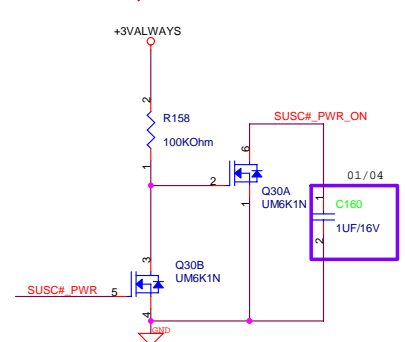 +3VALWAYS
2
R158
100KOhm
1
SUSC#_PWR_ON
6
2
Q30A
UM6K1N
1
01/04
1
C160
1UF/16V
2
3
Q30B
UM6K1N
SUSC#_PWR
5
4
GND